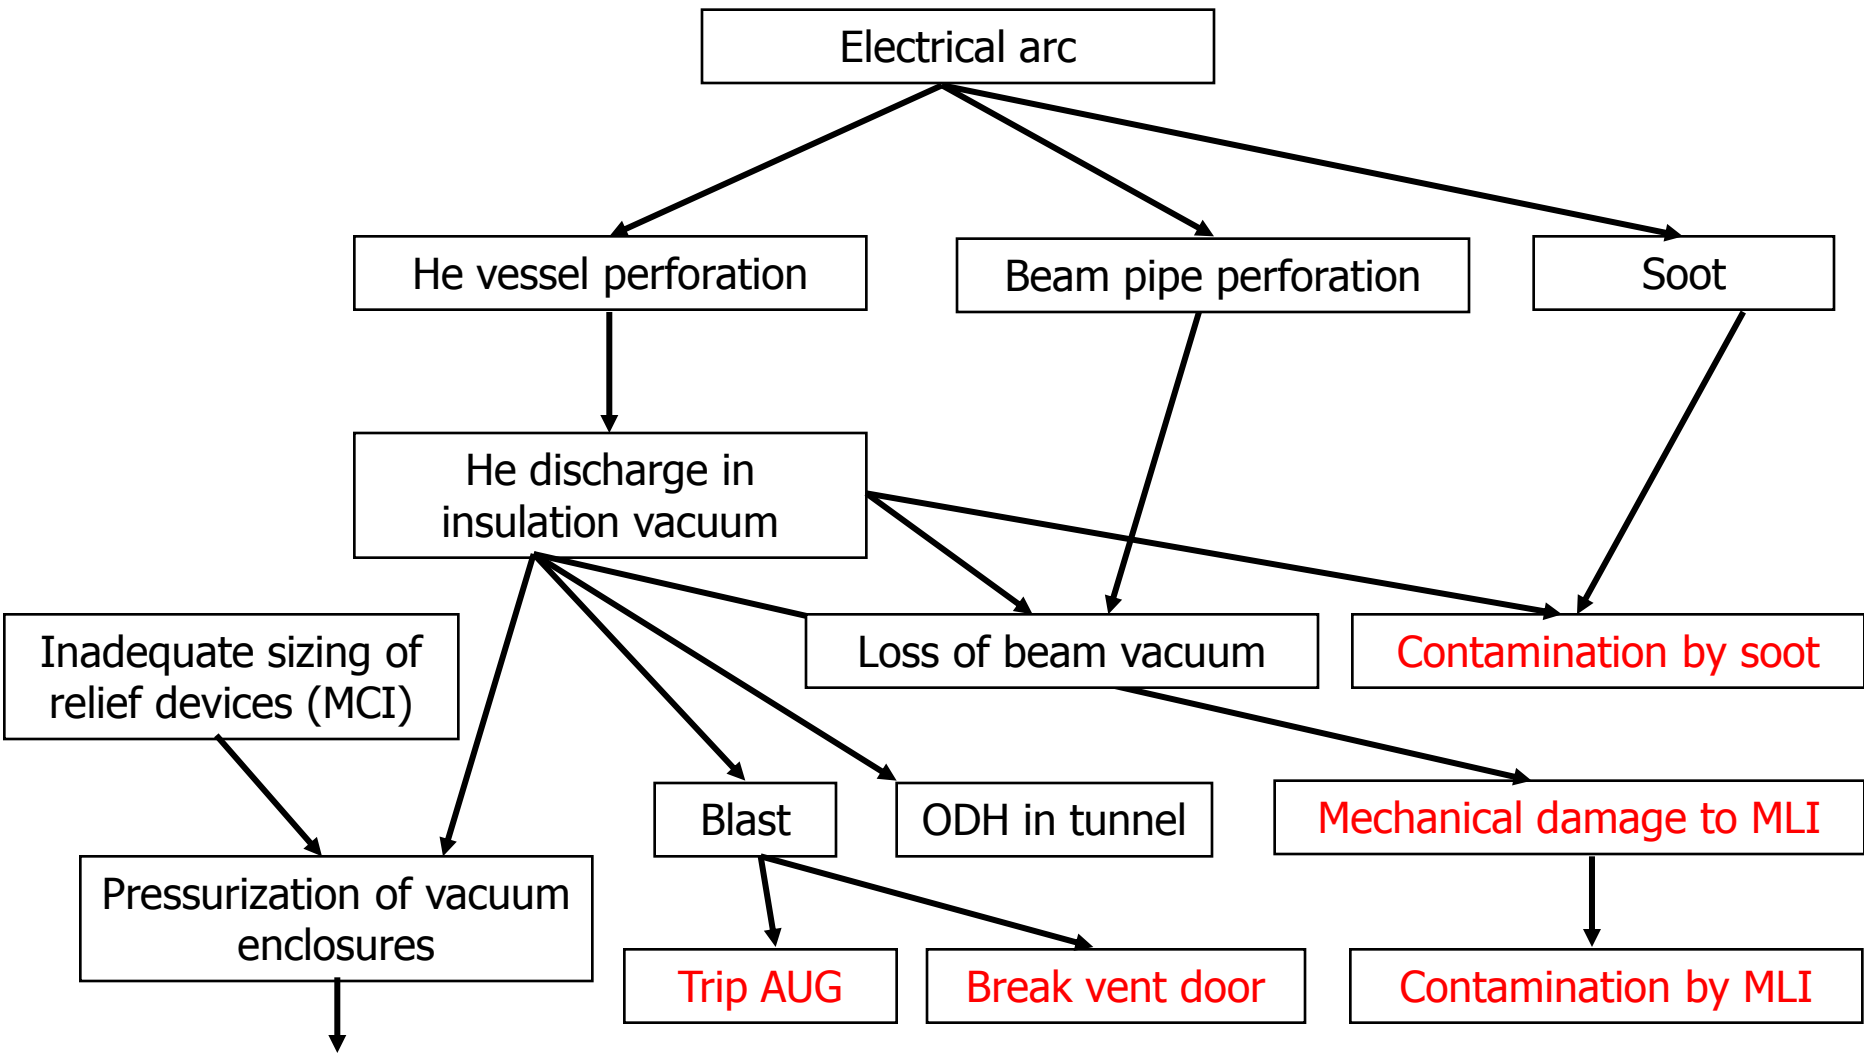 Electrical arc
He vessel perforation
Beam pipe perforation
Soot
He discharge in
insulation vacuum
Inadequate sizing of
relief devices (MCI)
Loss of beam vacuum
Contamination by soot
Blast
ODH in tunnel
Mechanical damage to MLI
Pressurization of vacuum
enclosures
Trip AUG
Break vent door
Contamination by MLI